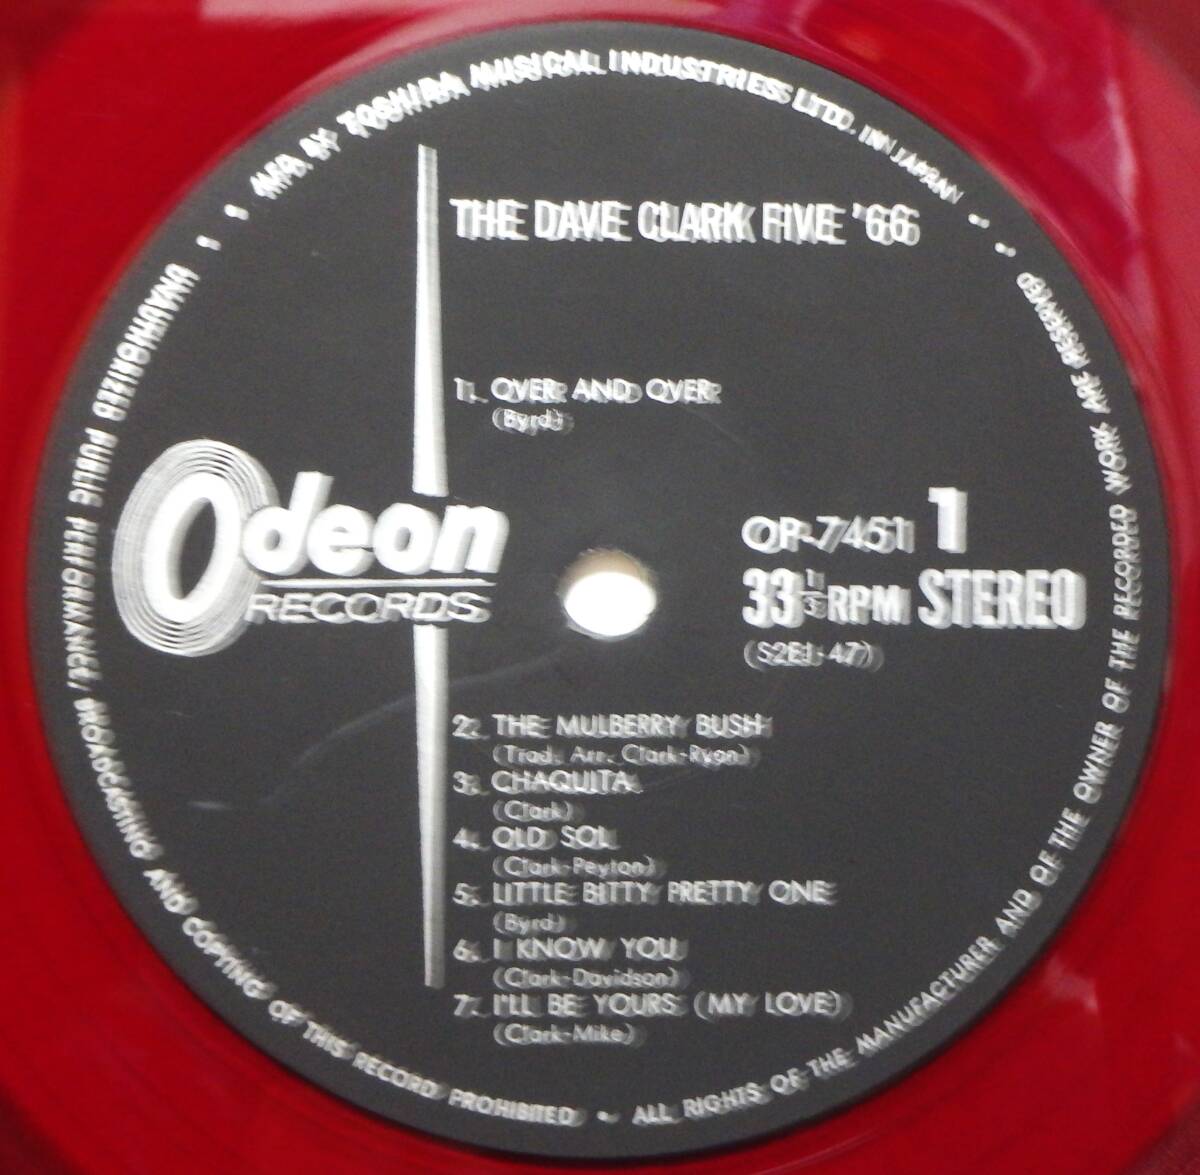 MFD. BY TOSHIBA MUSICAL INDUSTRIES LTD. IN JAPAN
THE DAVE CLARK FIVE '66
1. OVER AND OVER
(Byrd)
Odeon
RECORDS
OP-7451 1
33 1/3 RPM STEREO
(S2E1-47)
2. THE MULBERRY BUSH
(Trad. Arr. Clark-Ryan)
3. CHAQUITA
(Clark)
4. OLD SOL
(Clark-Peyton)
5. LITTLE BITTY PRETTY ONE
(Byrd)
6. I KNOW YOU
(Clark-Davidson)
7. I'LL BE YOURS (MY LOVE)
(Clark-Mike)
UNAUTHORIZED PUBLIC PERFORMANCE, BROADCASTING AND COPYING OF THIS RECORD PROHIBITED • ALL RIGHTS OF THE MANUFACTURER AND OF THE OWNER OF THE RECORDED WORK ARE RESERVED